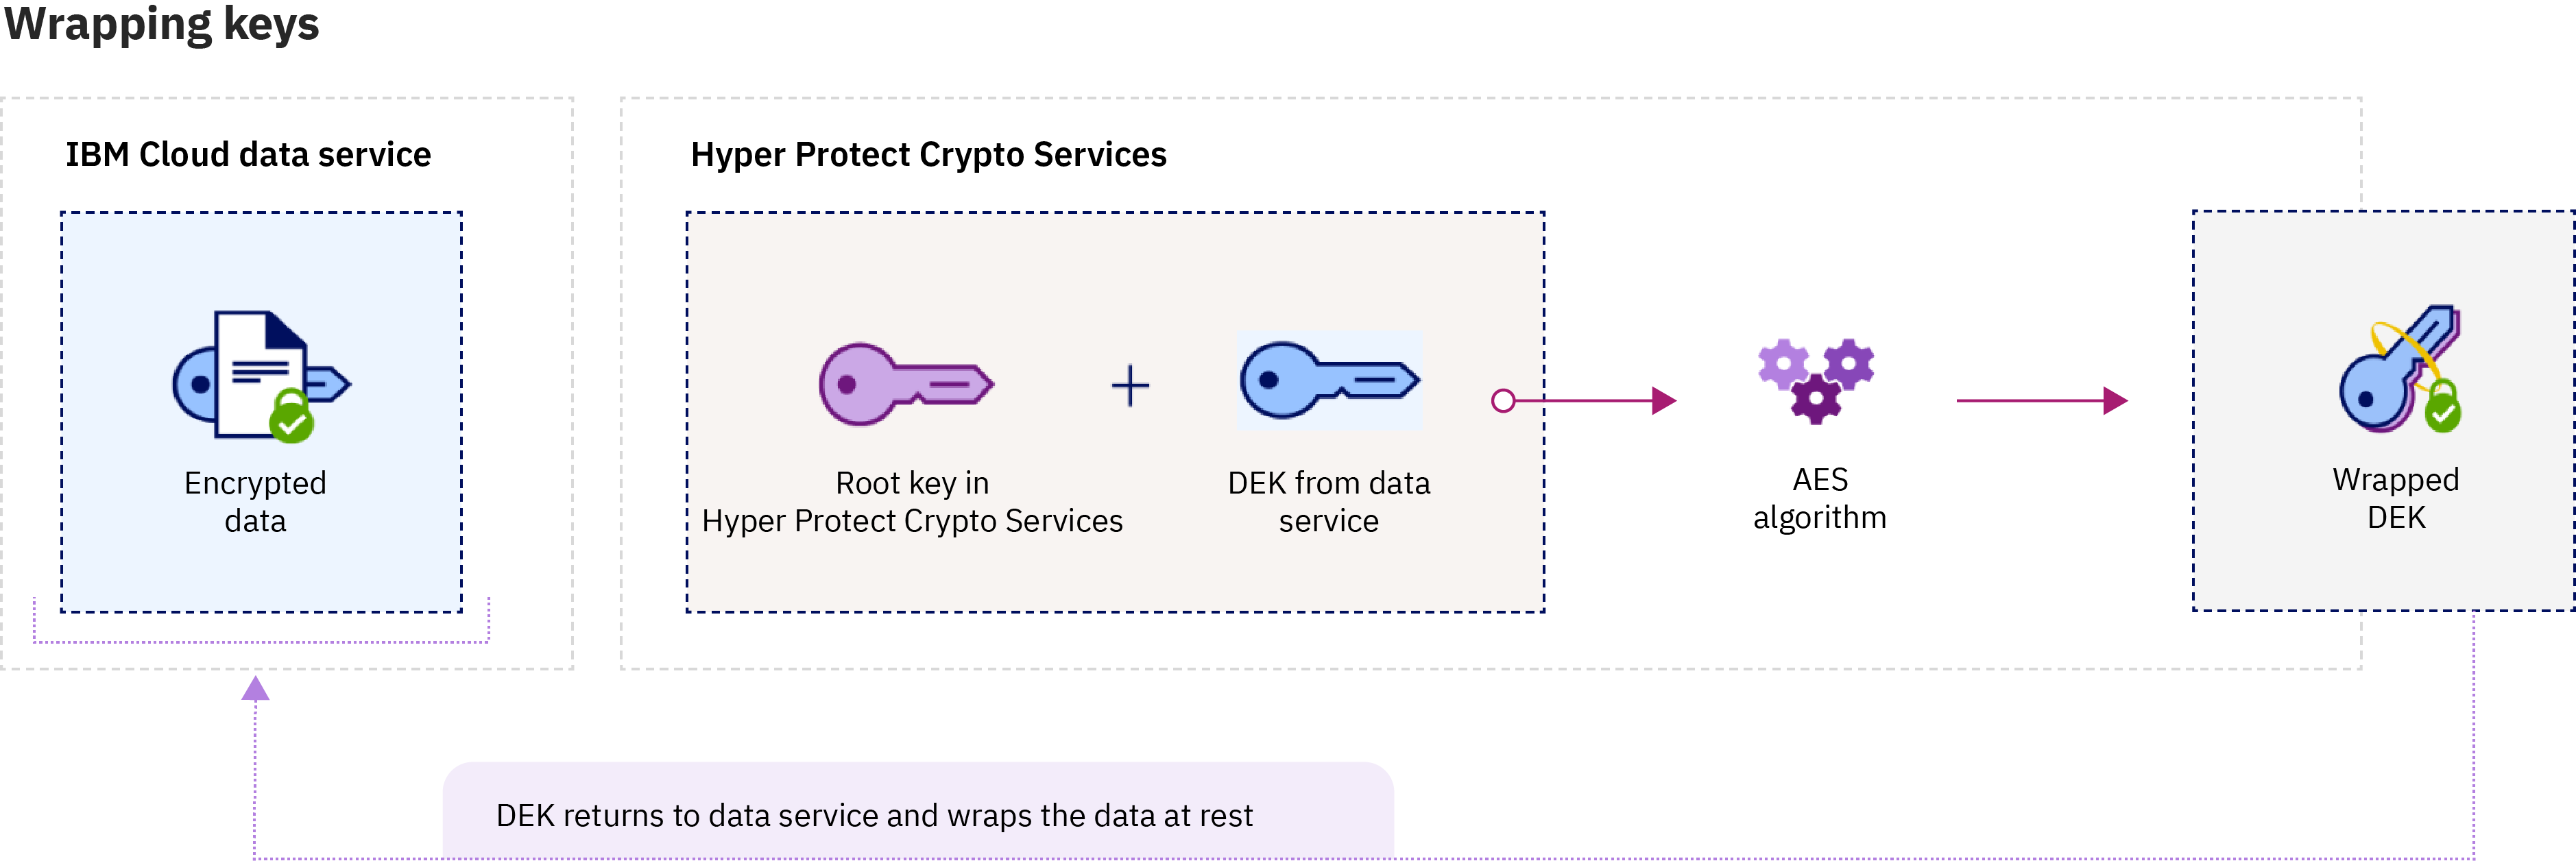 Wrapping keys
IBM Cloud data service
Hyper Protect Crypto Services
Encrypted
data
Root key in
Hyper Protect Crypto Services
DEK from data
service
AES
algorithm
Wrapped
DEK
DEK returns to data service and wraps the data at rest